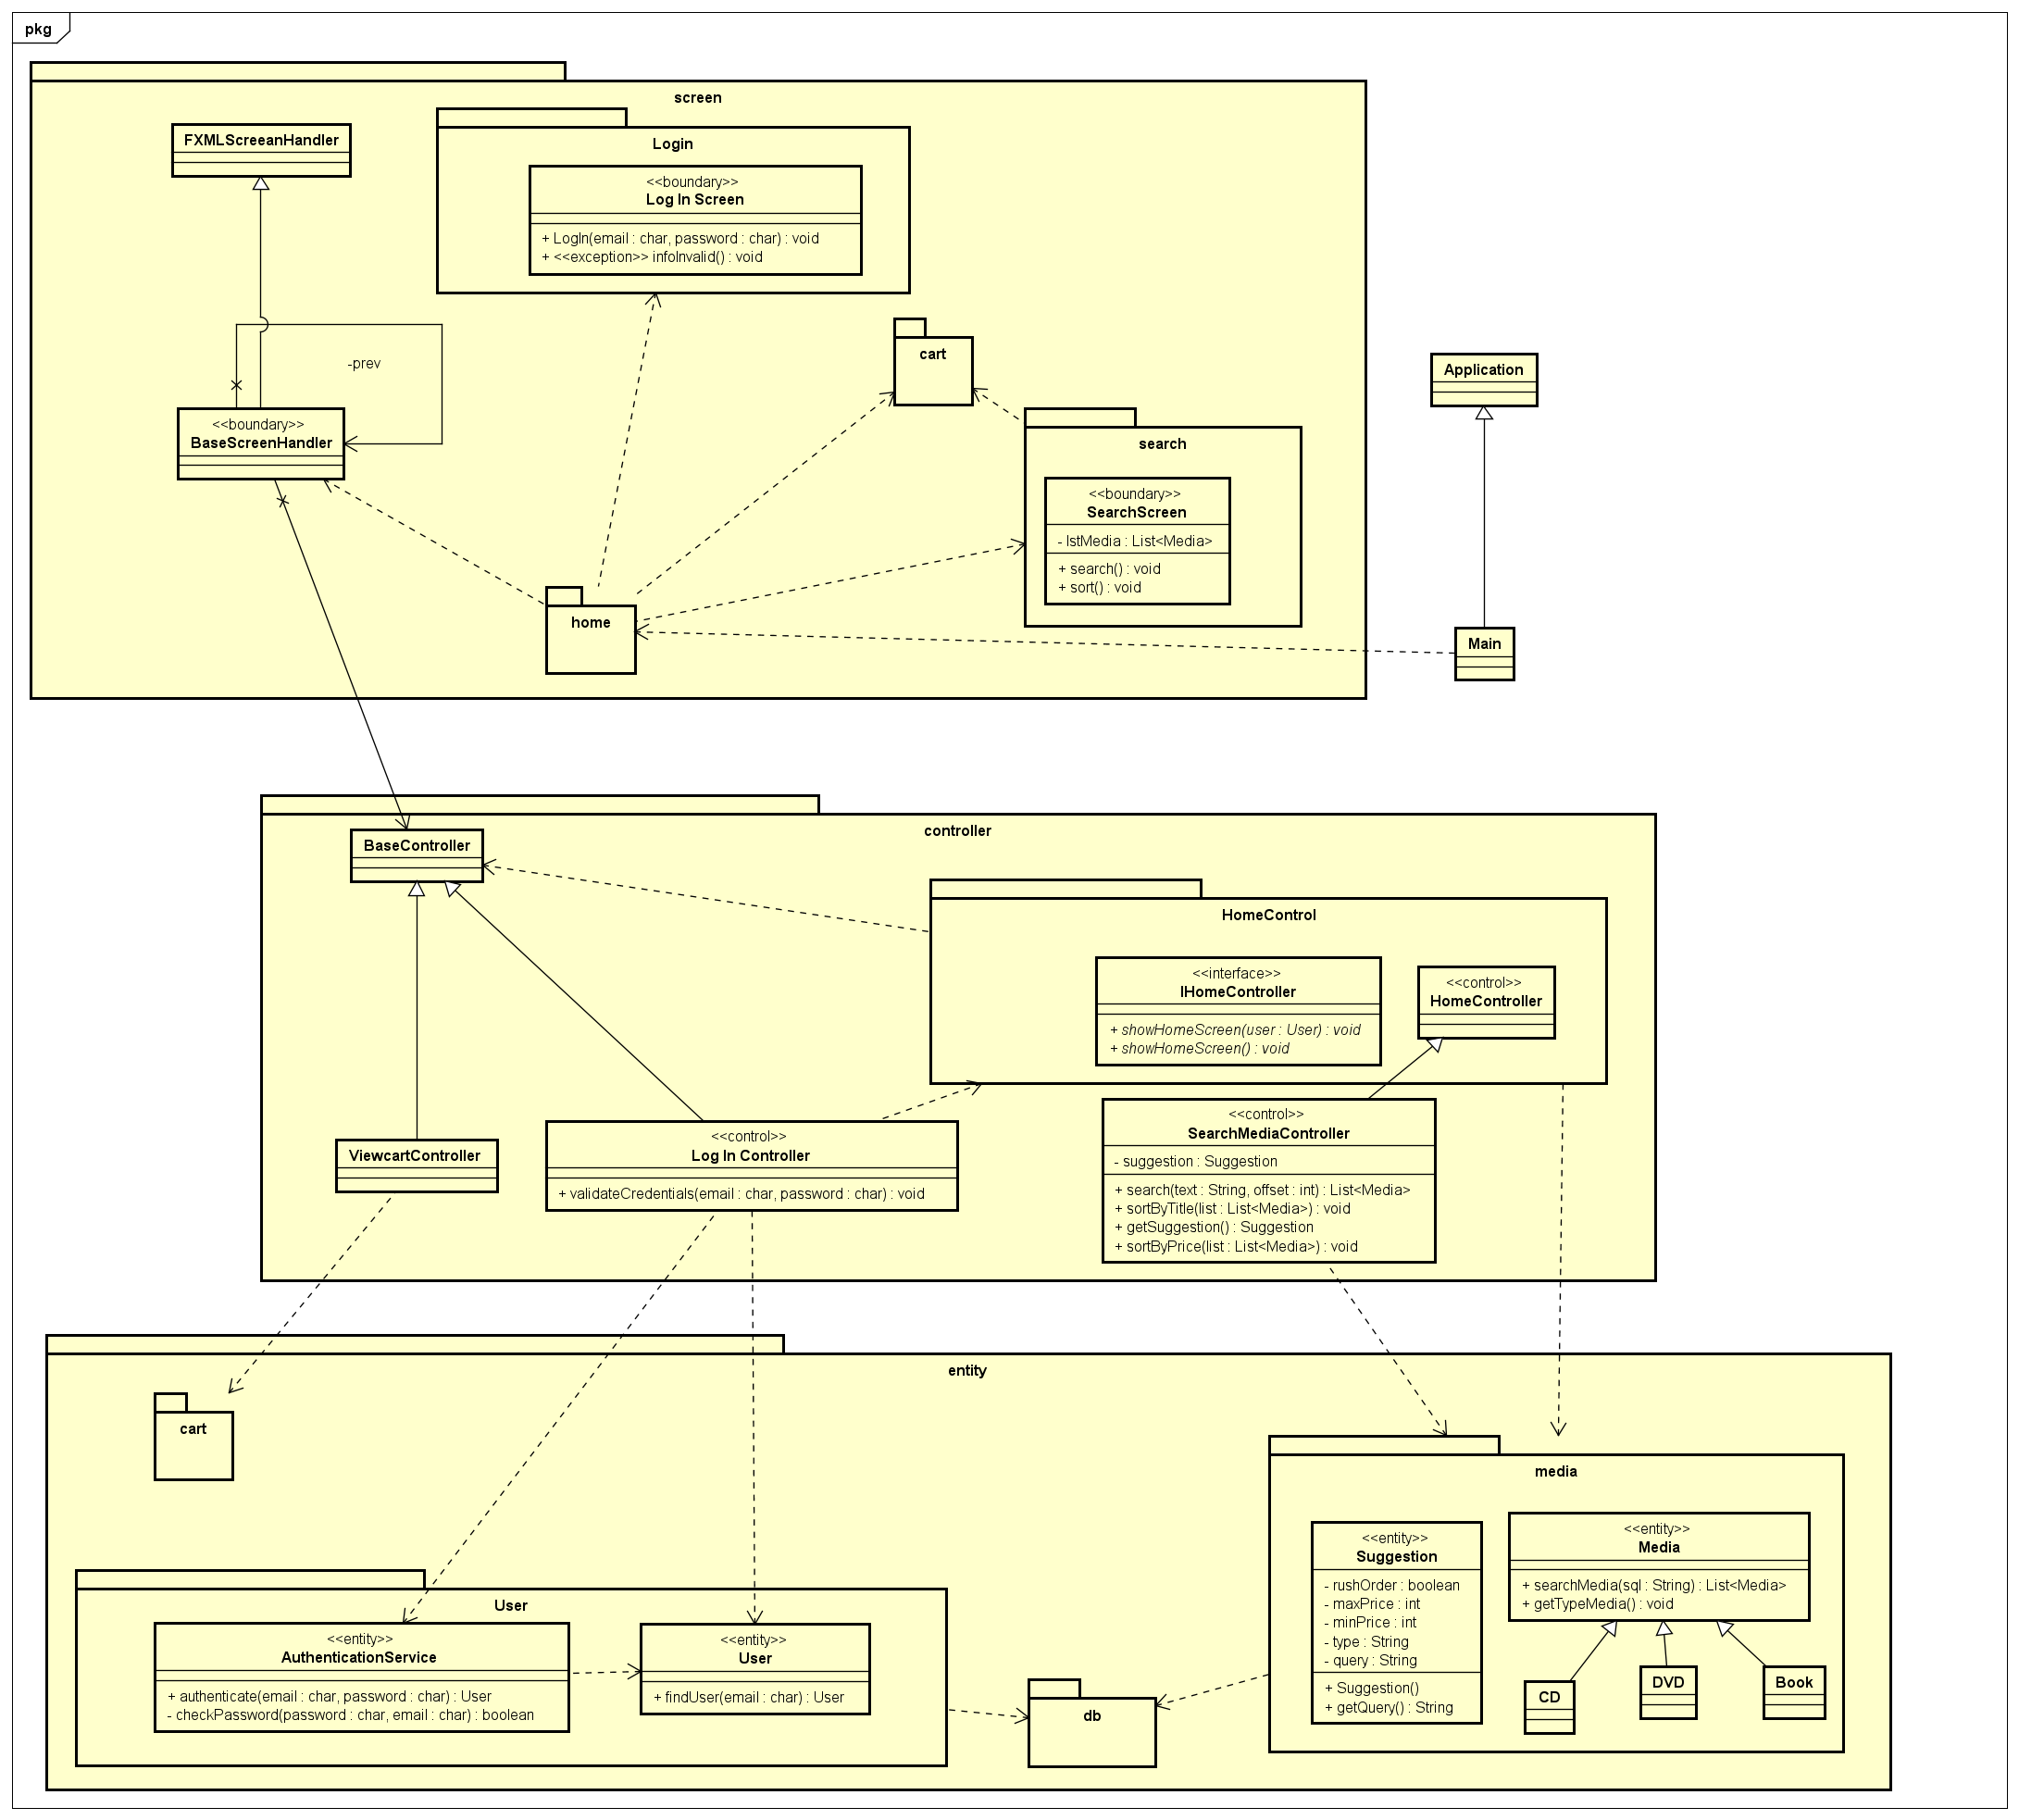 pkg
screen
FXMLScreeanHandler
Login
<<boundary>>
Log In Screen
+ LogIn(email : char, password : char) : void
+ <<exception>> infoInvalid() : void
-prev
<<boundary>>
BaseScreenHandler
cart
search
<<boundary>>
SearchScreen
- lstMedia : List<Media>
+ search() : void
+ sort() : void
home
Application
Main
controller
BaseController
HomeControl
<<interface>>
IHomeController
+ showHomeScreen(user : User) : void
+ showHomeScreen() : void
<<control>>
HomeController
ViewcartController
<<control>>
Log In Controller
+ validateCredentials(email : char, password : char) : void
<<control>>
SearchMediaController
- suggestion : Suggestion
+ search(text : String, offset : int) : List<Media>
+ sortByTitle(list : List<Media>) : void
+ getSuggestion() : Suggestion
+ sortByPrice(list : List<Media>) : void
entity
cart
User
<<entity>>
AuthenticationService
+ authenticate(email : char, password : char) : User
- checkPassword(password : char, email : char) : boolean
<<entity>>
User
+ findUser(email : char) : User
db
media
<<entity>>
Suggestion
- rushOrder : boolean
- maxPrice : int
- minPrice : int
- type : String
- query : String
+ Suggestion()
+ getQuery() : String
<<entity>>
Media
+ searchMedia(sql : String) : List<Media>
+ getTypeMedia() : void
CD
DVD
Book